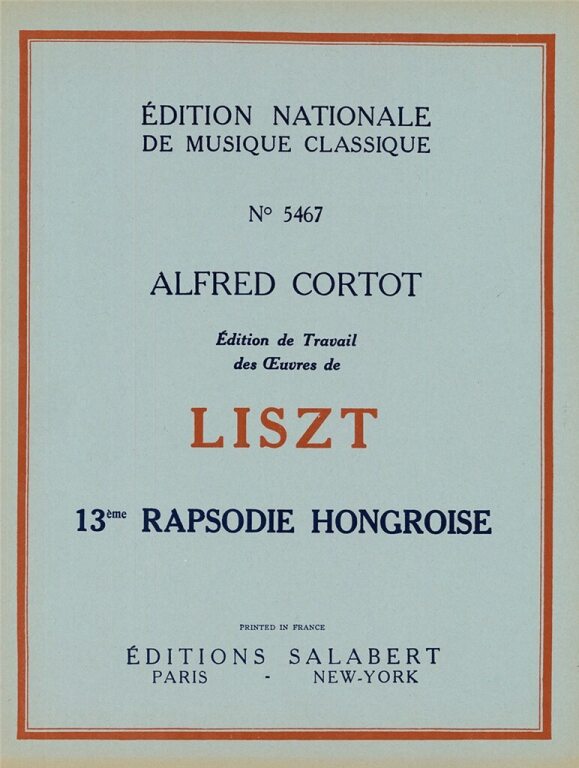 ÉDITION NATIONALE
DE MUSIQUE CLASSIQUE
Nº 5467
ALFRED CORTOT
Édition de Travail
des Œuvres de
LISZT
13ème RAPSODIE HONGROISE
PRINTED IN FRANCE
ÉDITIONS SALABERT
PARIS - NEW-YORK